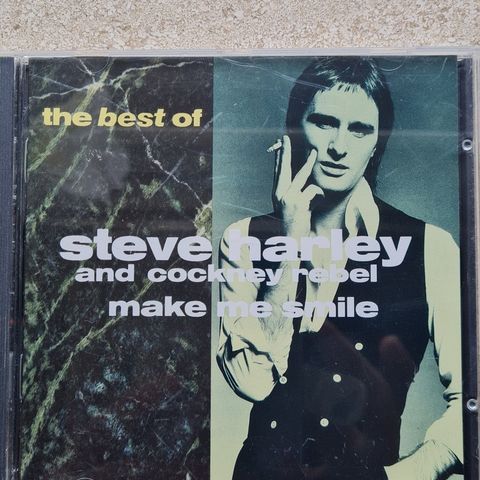 the best of
steve harley
and cockney rebel
make me smile